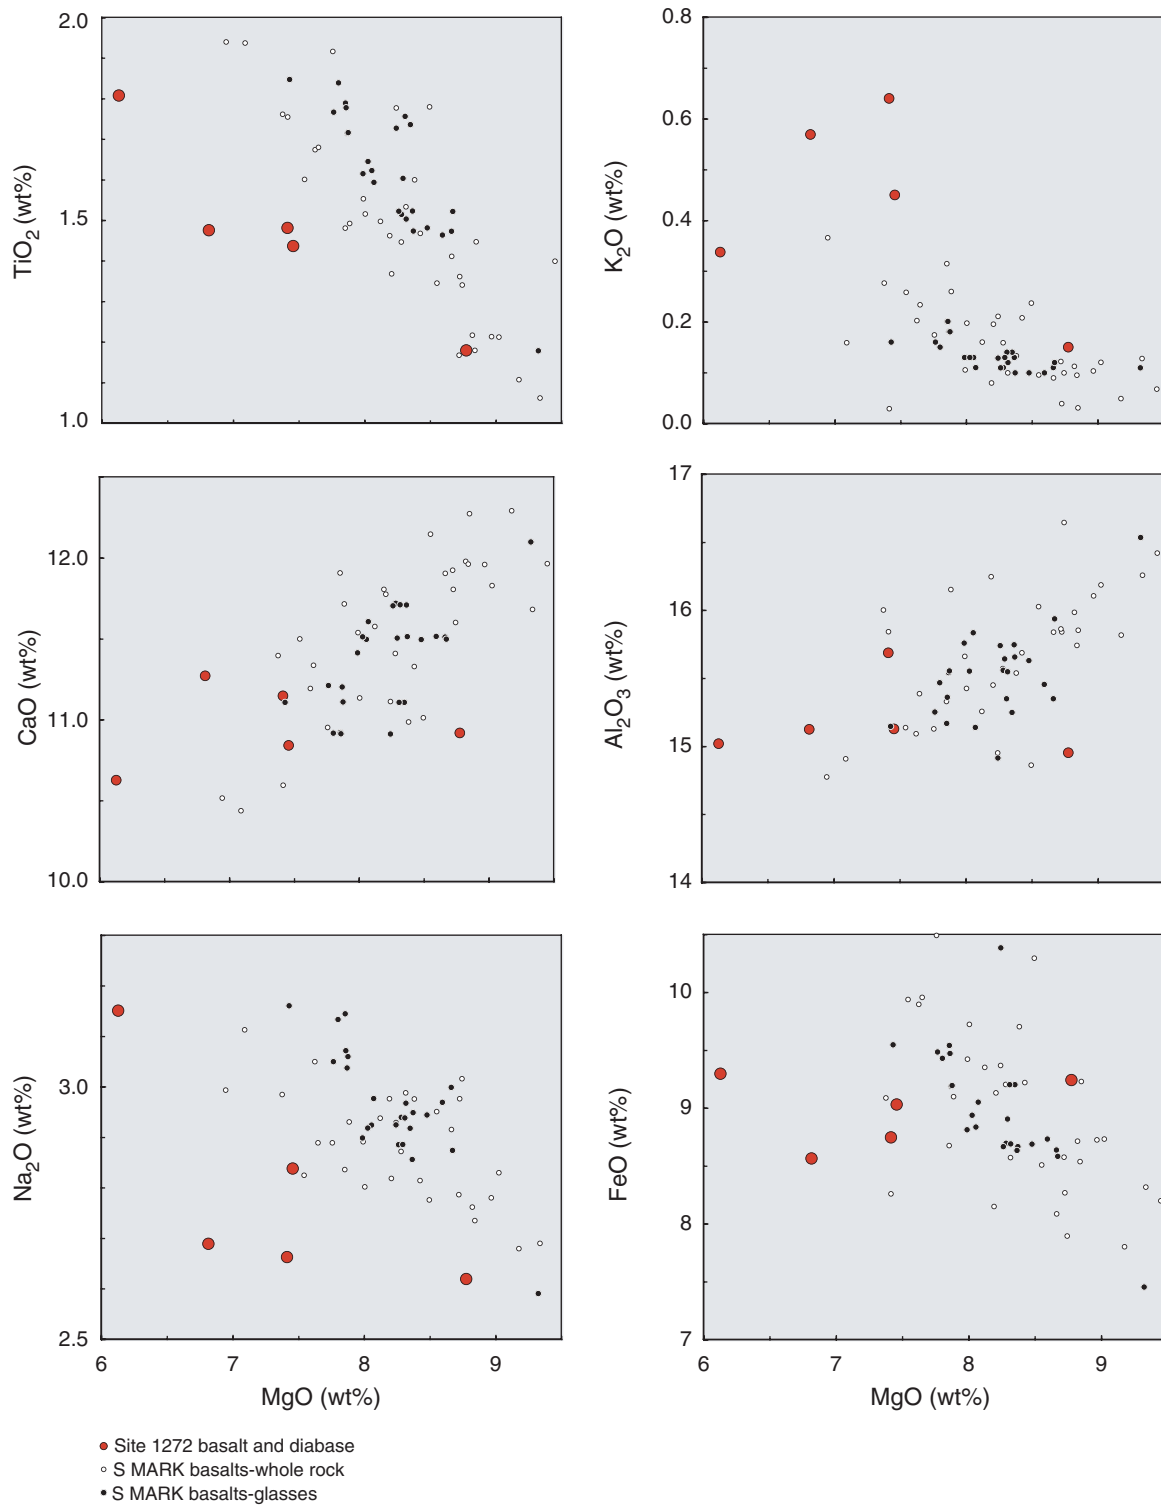 2.0
1.5
1.0
TiO2 (wt%)
0.8
0.6
0.4
0.2
0.0
K2O (wt%)
12.0
11.0
10.0
CaO (wt%)
17
16
15
14
Al2O3 (wt%)
3.0
2.5
Na2O (wt%)
6 7 8 9
MgO (wt%)
10
9
8
7
FeO (wt%)
6 7 8 9
MgO (wt%)
Site 1272 basalt and diabase
S MARK basalts-whole rock
S MARK basalts-glasses